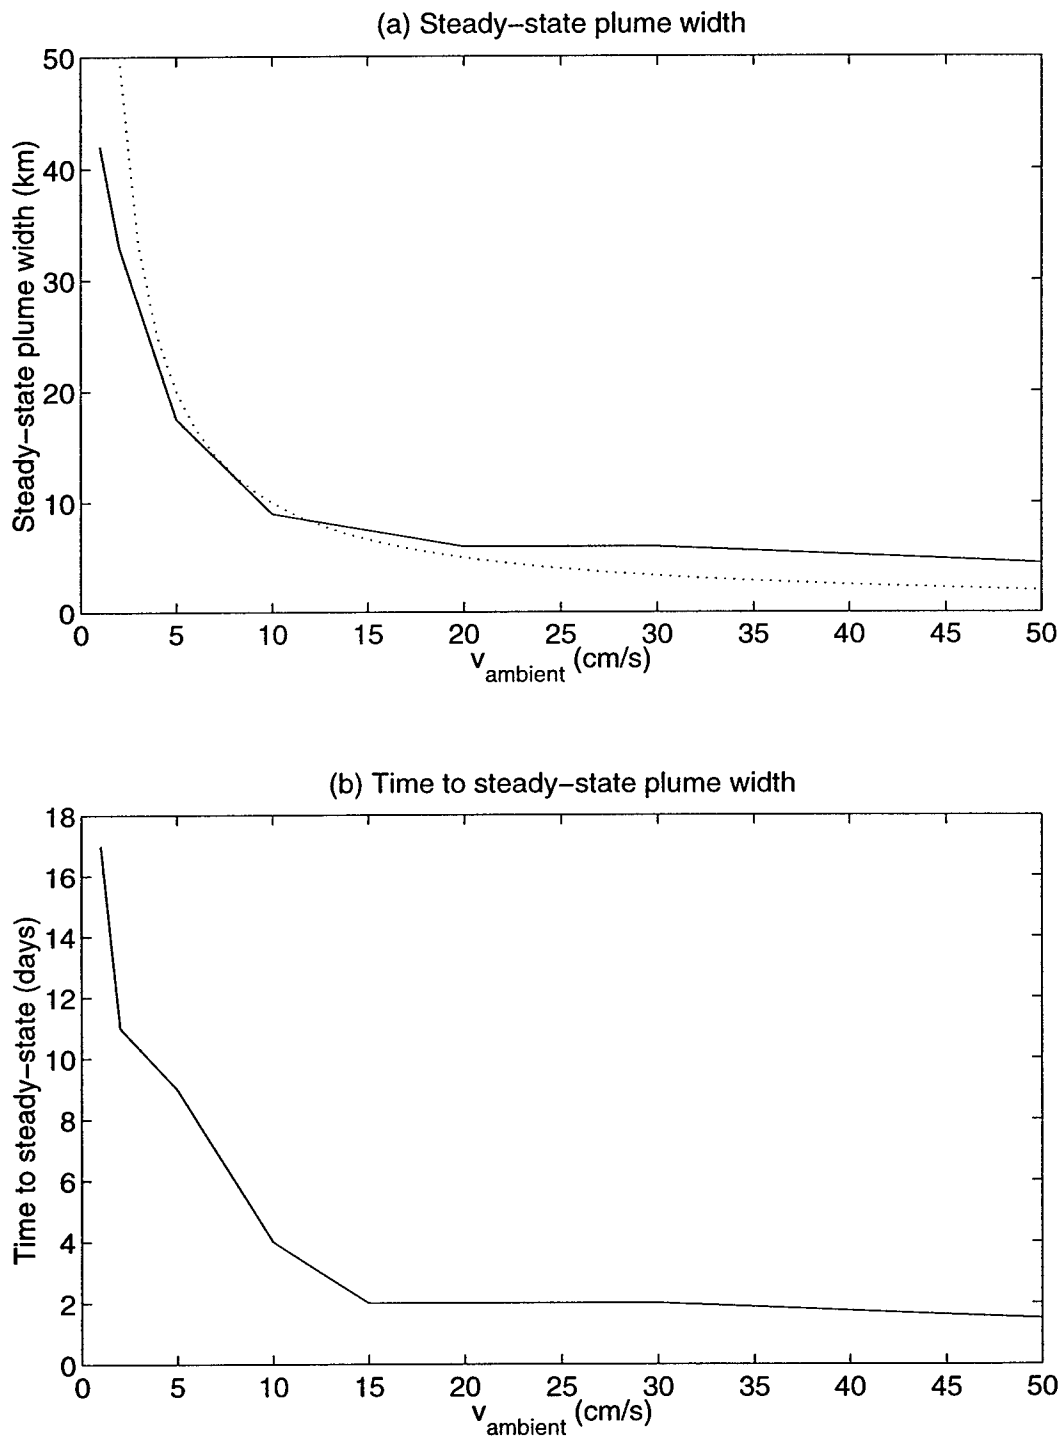 (a) Steady–state plume width
50
40
30
20
10
0
Steady–state plume width (km)
0 5 10 15 20 25 30 35 40 45 50
v_ambient (cm/s)
(b) Time to steady–state plume width
18
16
14
12
10
8
6
4
2
0
Time to steady–state (days)
0 5 10 15 20 25 30 35 40 45 50
v_ambient (cm/s)